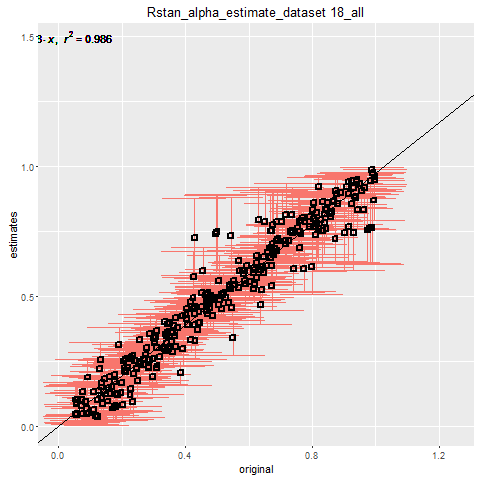 Rstan_alpha_estimate_dataset 18_all
x, r² = 0.986
1.5
1.0
0.5
0.0
estimates
0.0 0.4 0.8 1.2
original